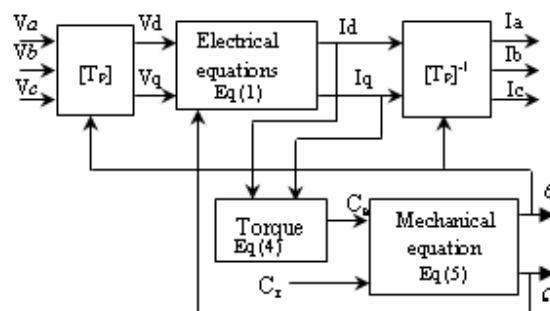 Va
Vb
Vc
[Tp]
Vd
Vq
Electrical
equations
Eq(1)
Id
Iq
[Tp]-1
Ia
Ib
Ic
Torque
Eq(4)
Cr
Mechanical
equation
Eq(5)